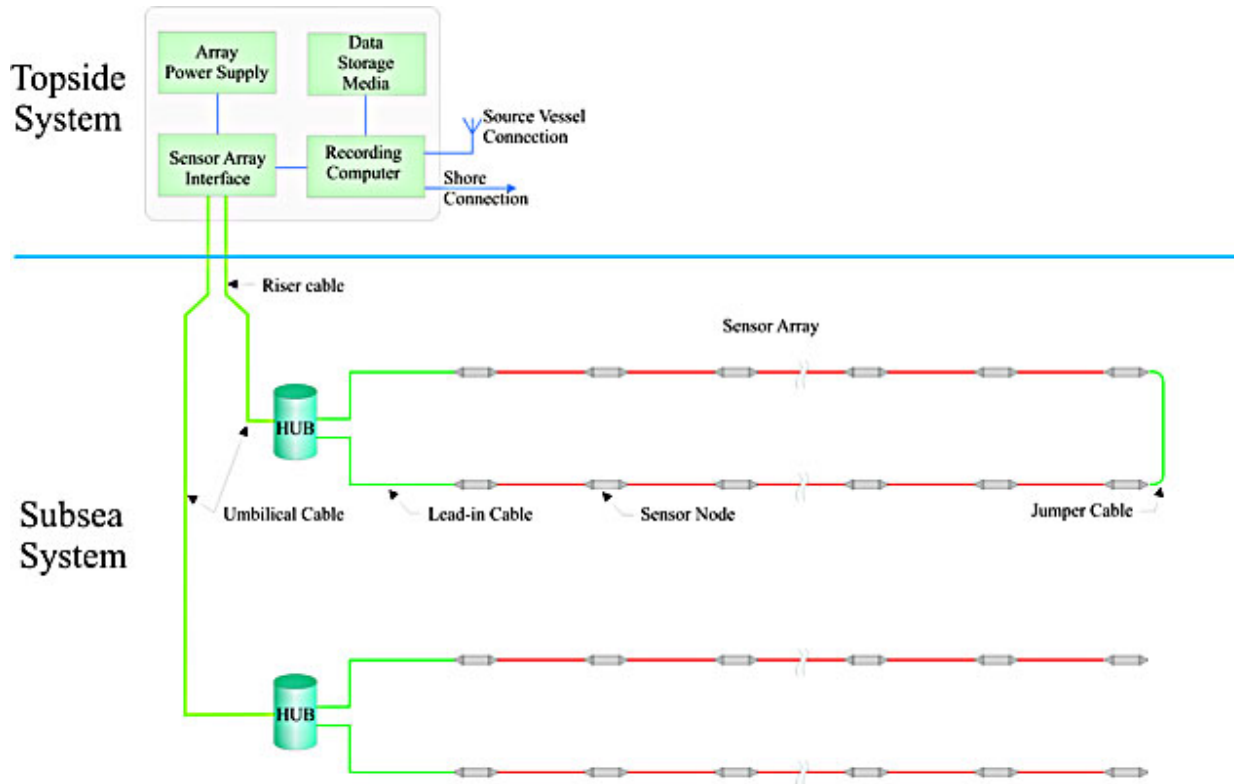 Topside
System
Array
Power Supply
Data
Storage
Media
Sensor Array
Interface
Recording
Computer
Source Vessel
Connection
Shore
Connection
Riser cable
Sensor Array
HUB
Umbilical Cable
Lead-in Cable
Sensor Node
Jumper Cable
Subsea
System
HUB